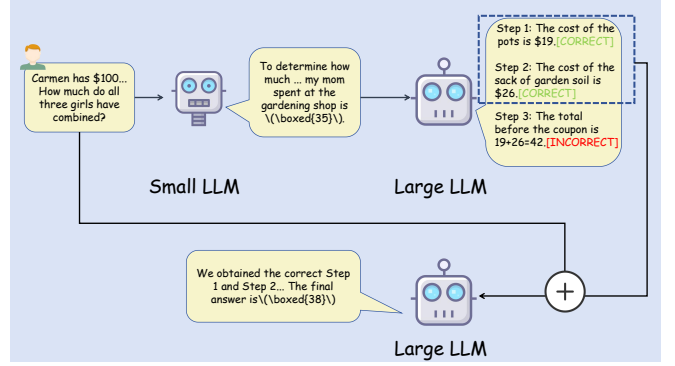 Carmen has $100...
How much do all
three girls have
combined?
Small LLM
To determine how
much ... my mom
spent at the
gardening shop is
\(\boxed{35}\).
Large LLM
Step 1: The cost of the
pots is $19.[CORRECT]
Step 2: The cost of the
sack of garden soil is
$26.[CORRECT]
Step 3: The total
before the coupon is
19+26=42.[INCORRECT]
We obtained the correct Step
1 and Step 2... The final
answer is\(\boxed{38}\)
Large LLM